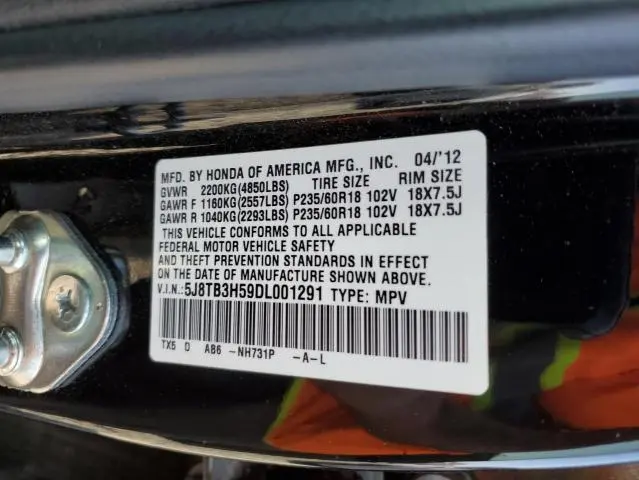 MFD. BY HONDA OF AMERICA MFG., INC. 04/'12
GVWR 2200KG(4850LBS) TIRE SIZE RIM SIZE
GAWR F 1160KG(2557LBS) P235/60R18 102V 18X7.5J
GAWR R 1040KG(2293LBS) P235/60R18 102V 18X7.5J
THIS VEHICLE CONFORMS TO ALL APPLICABLE
FEDERAL MOTOR VEHICLE SAFETY
AND THEFT PREVENTION STANDARDS IN EFFECT
ON THE DATE OF MANUFACTURE SHOWN ABOVE.
V.I.N.:5J8TB3H59DL001291 TYPE: MPV
TX5 D AB6 -NH731P -A-L